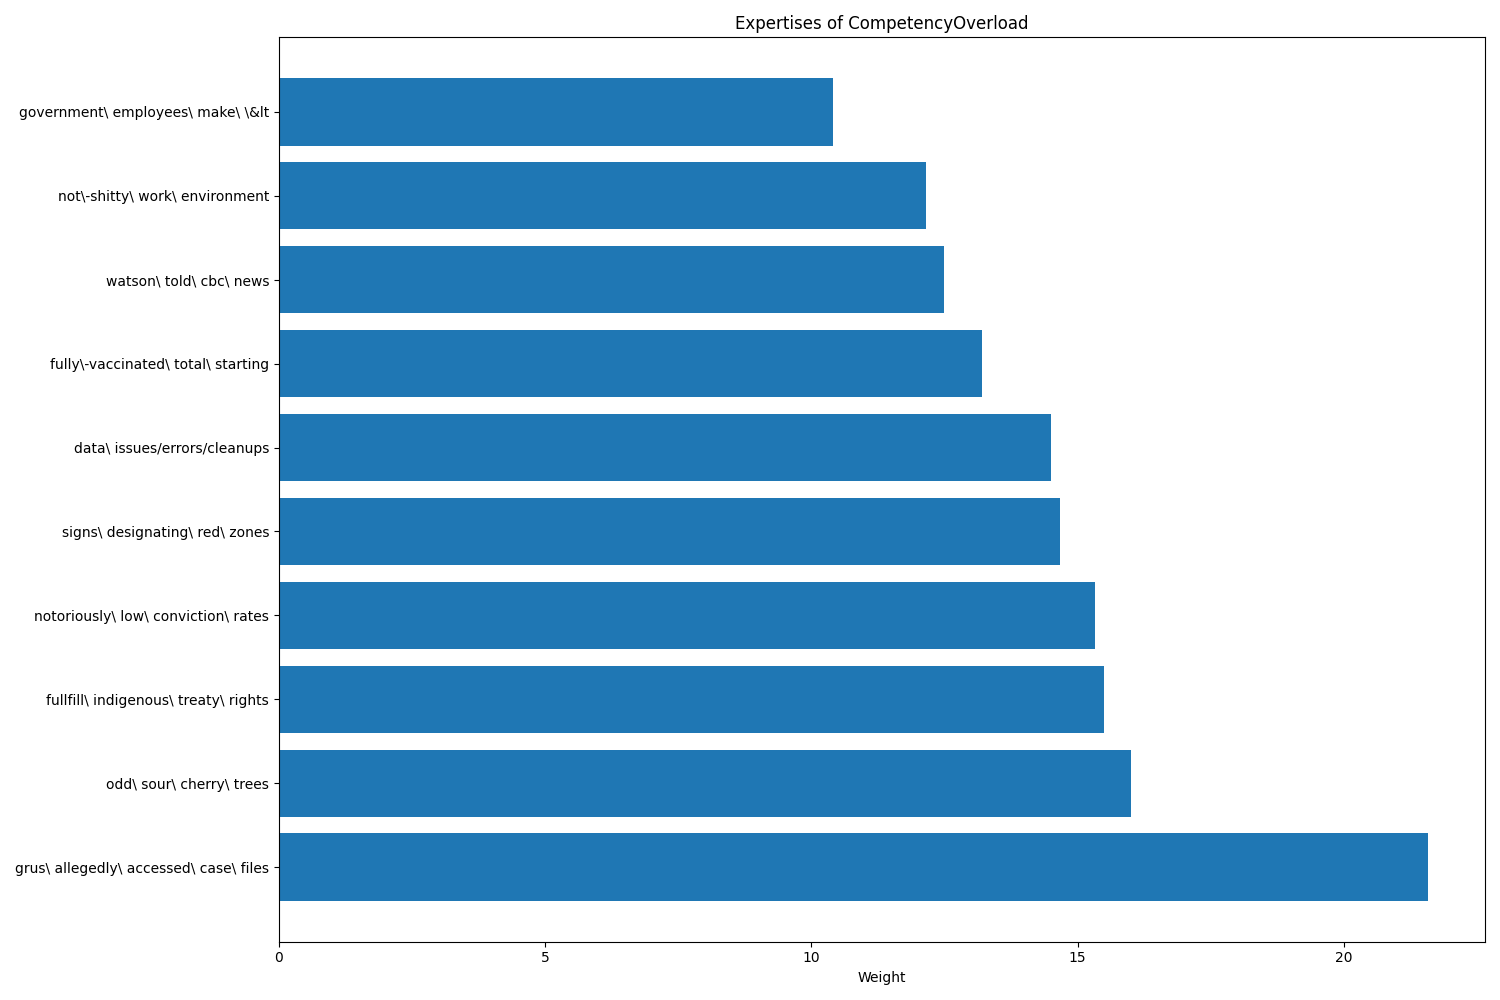 Expertises of CompetencyOverload
government\ employees\ make\ \&lt
not\-shitty\ work\ environment
watson\ told\ cbc\ news
fully\-vaccinated\ total\ starting
data\ issues/errors/cleanups
signs\ designating\ red\ zones
notoriously\ low\ conviction\ rates
fullfill\ indigenous\ treaty\ rights
odd\ sour\ cherry\ trees
grus\ allegedly\ accessed\ case\ files
0 5 10 15 20
Weight